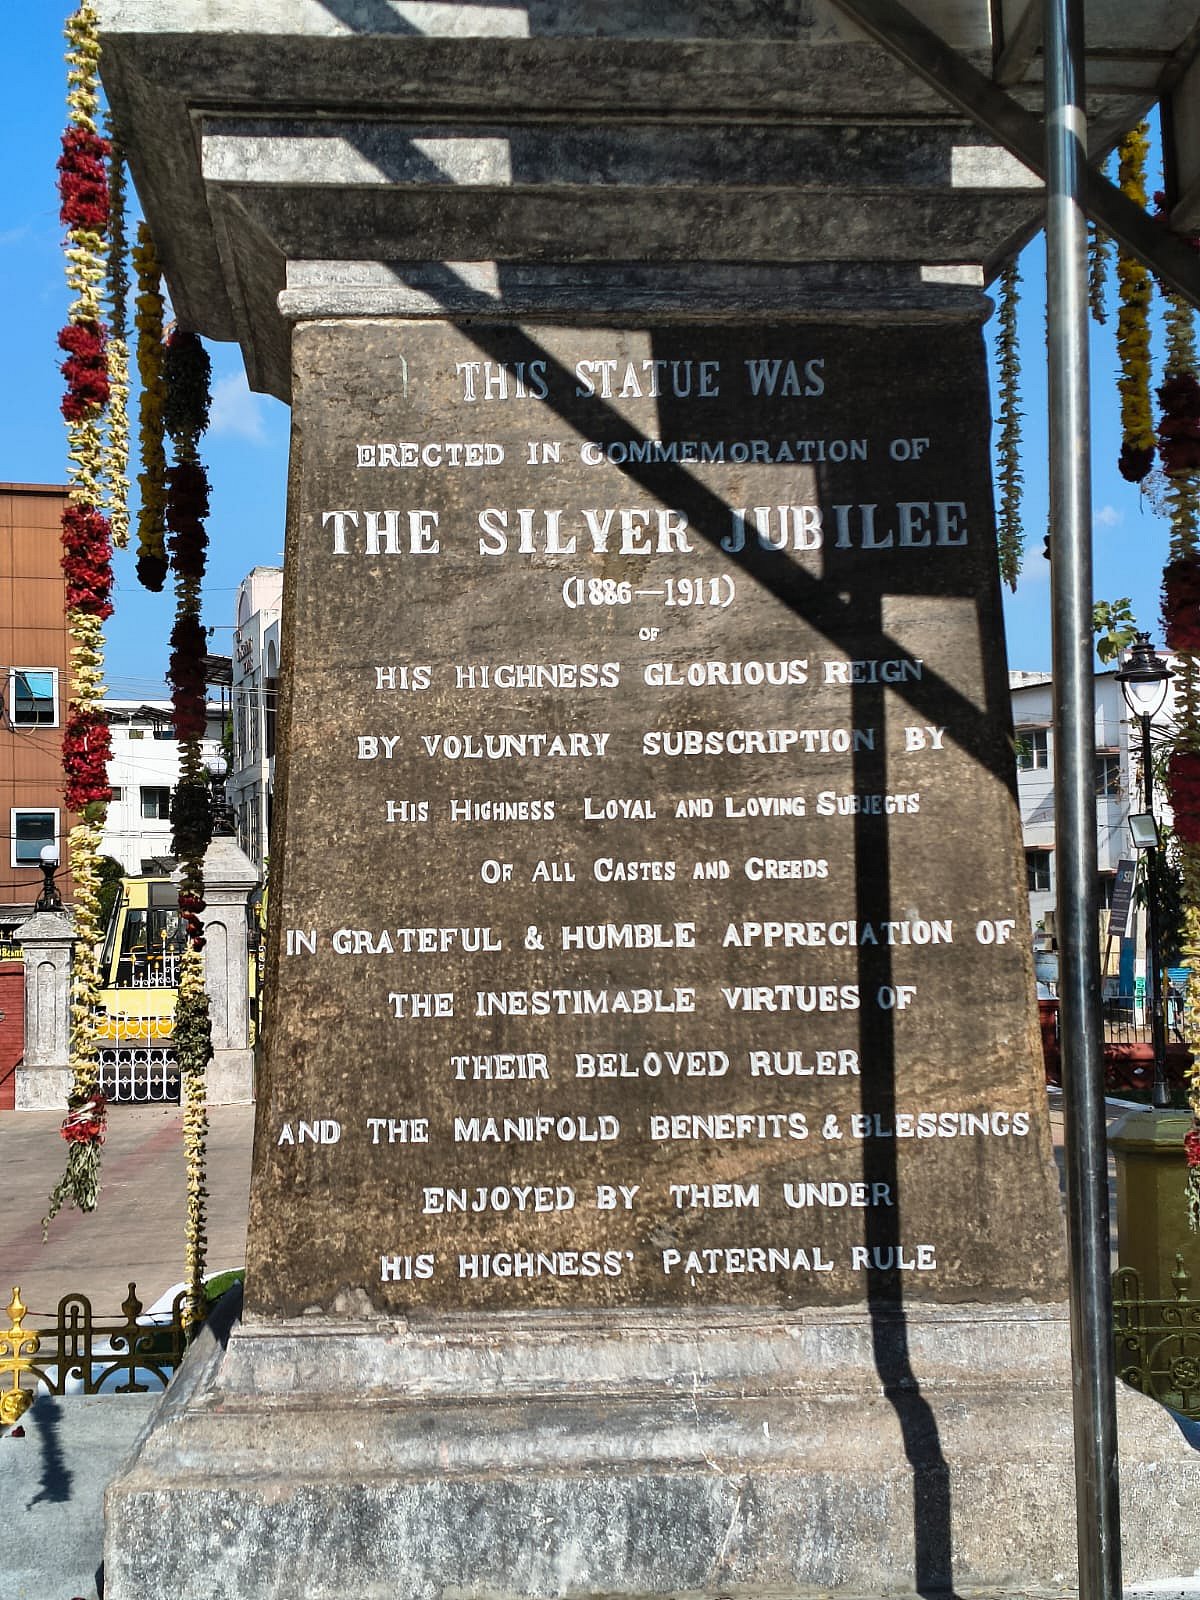 THIS STATUE WAS
ERECTED IN COMMEMORATION OF
THE SILVER JUBILEE
(1886—1911)
OF
HIS HIGHNESS GLORIOUS REIGN
BY VOLUNTARY SUBSCRIPTION BY
HIS HIGHNESS LOYAL AND LOVING SUBJECTS
OF ALL CASTES AND CREEDS
IN GRATEFUL & HUMBLE APPRECIATION OF
THE INESTIMABLE VIRTUES OF
THEIR BELOVED RULER
AND THE MANIFOLD BENEFITS & BLESSINGS
ENJOYED BY THEM UNDER
HIS HIGHNESS' PATERNAL RULE